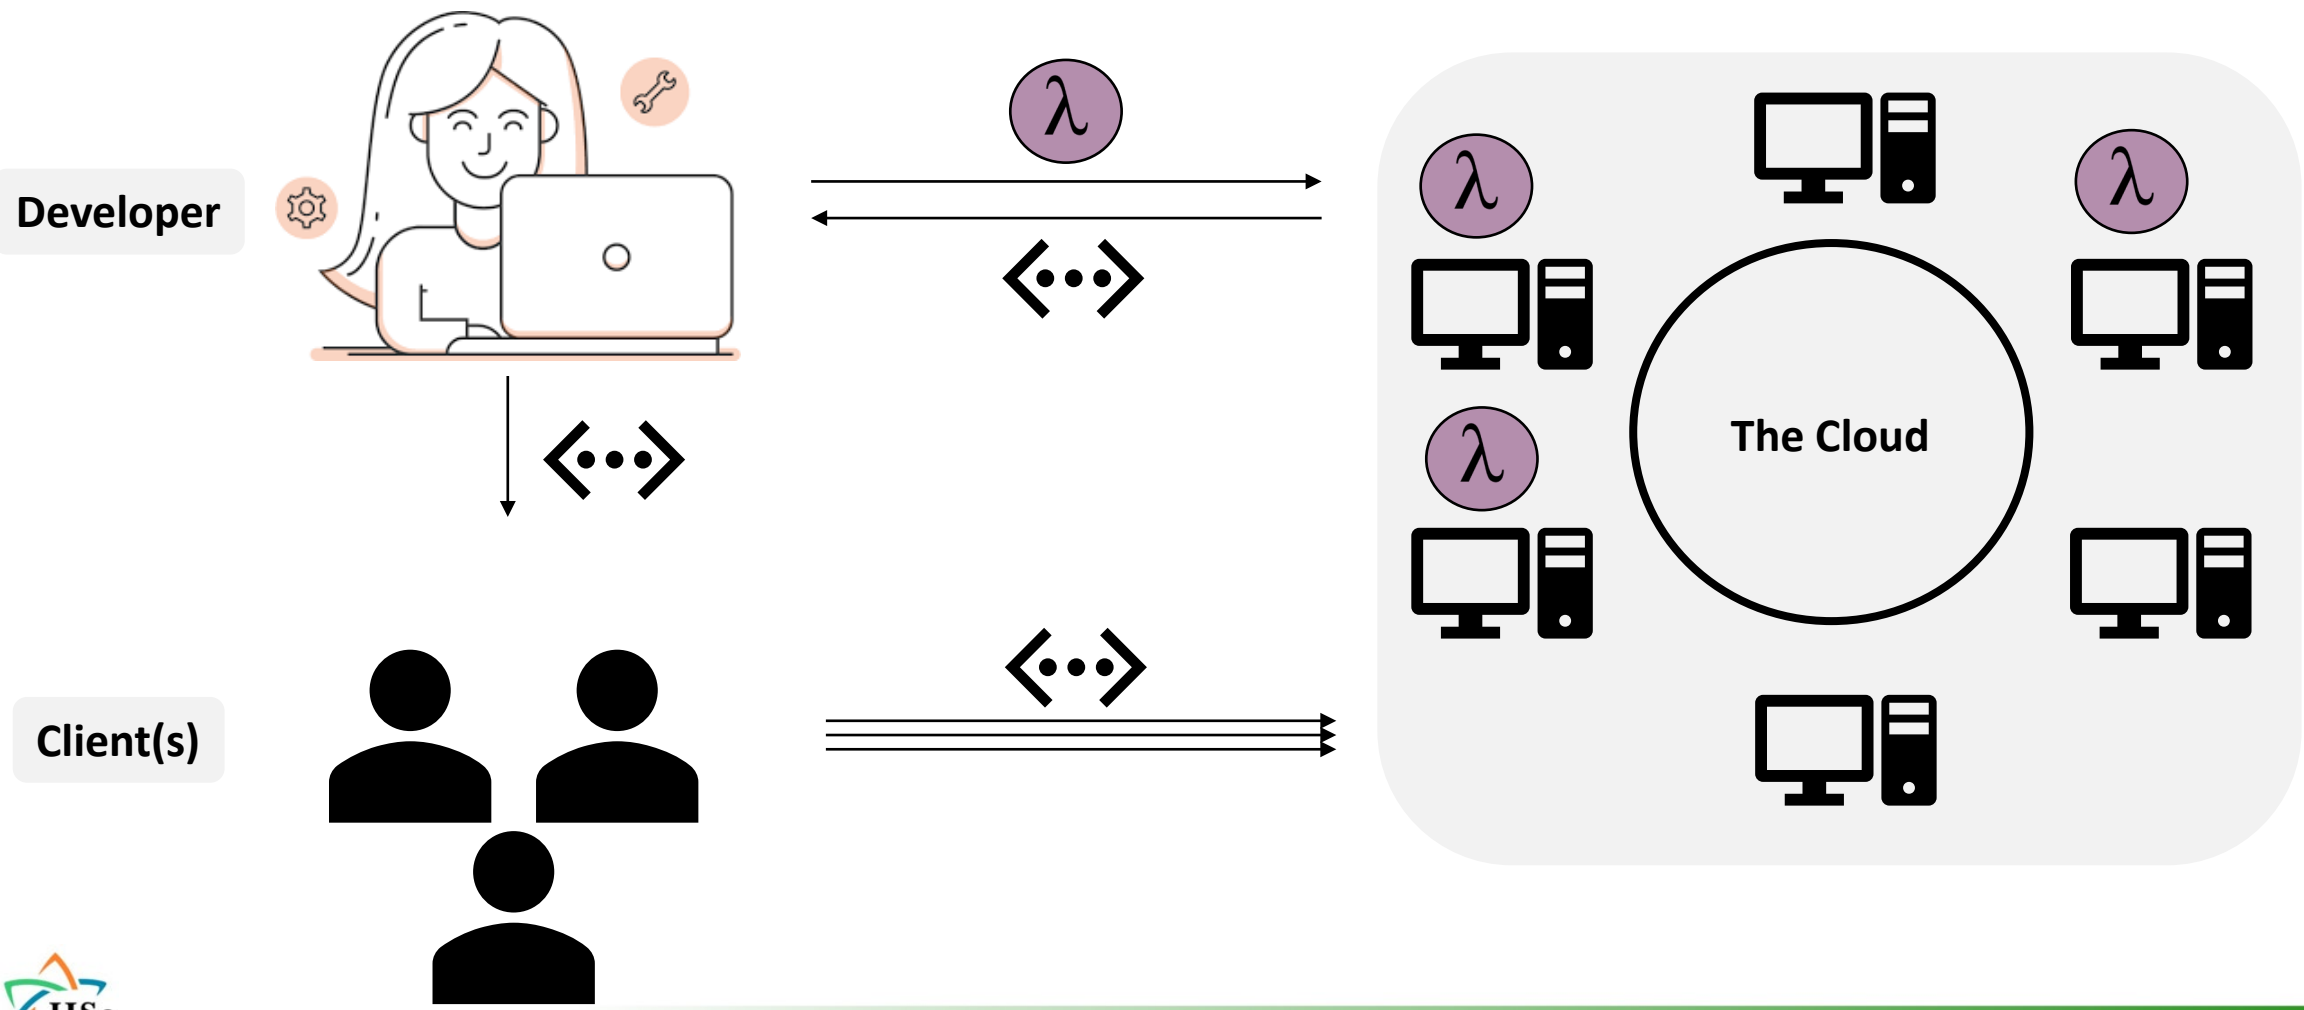 Developer
λ
λ
λ
The Cloud
λ
Client(s)